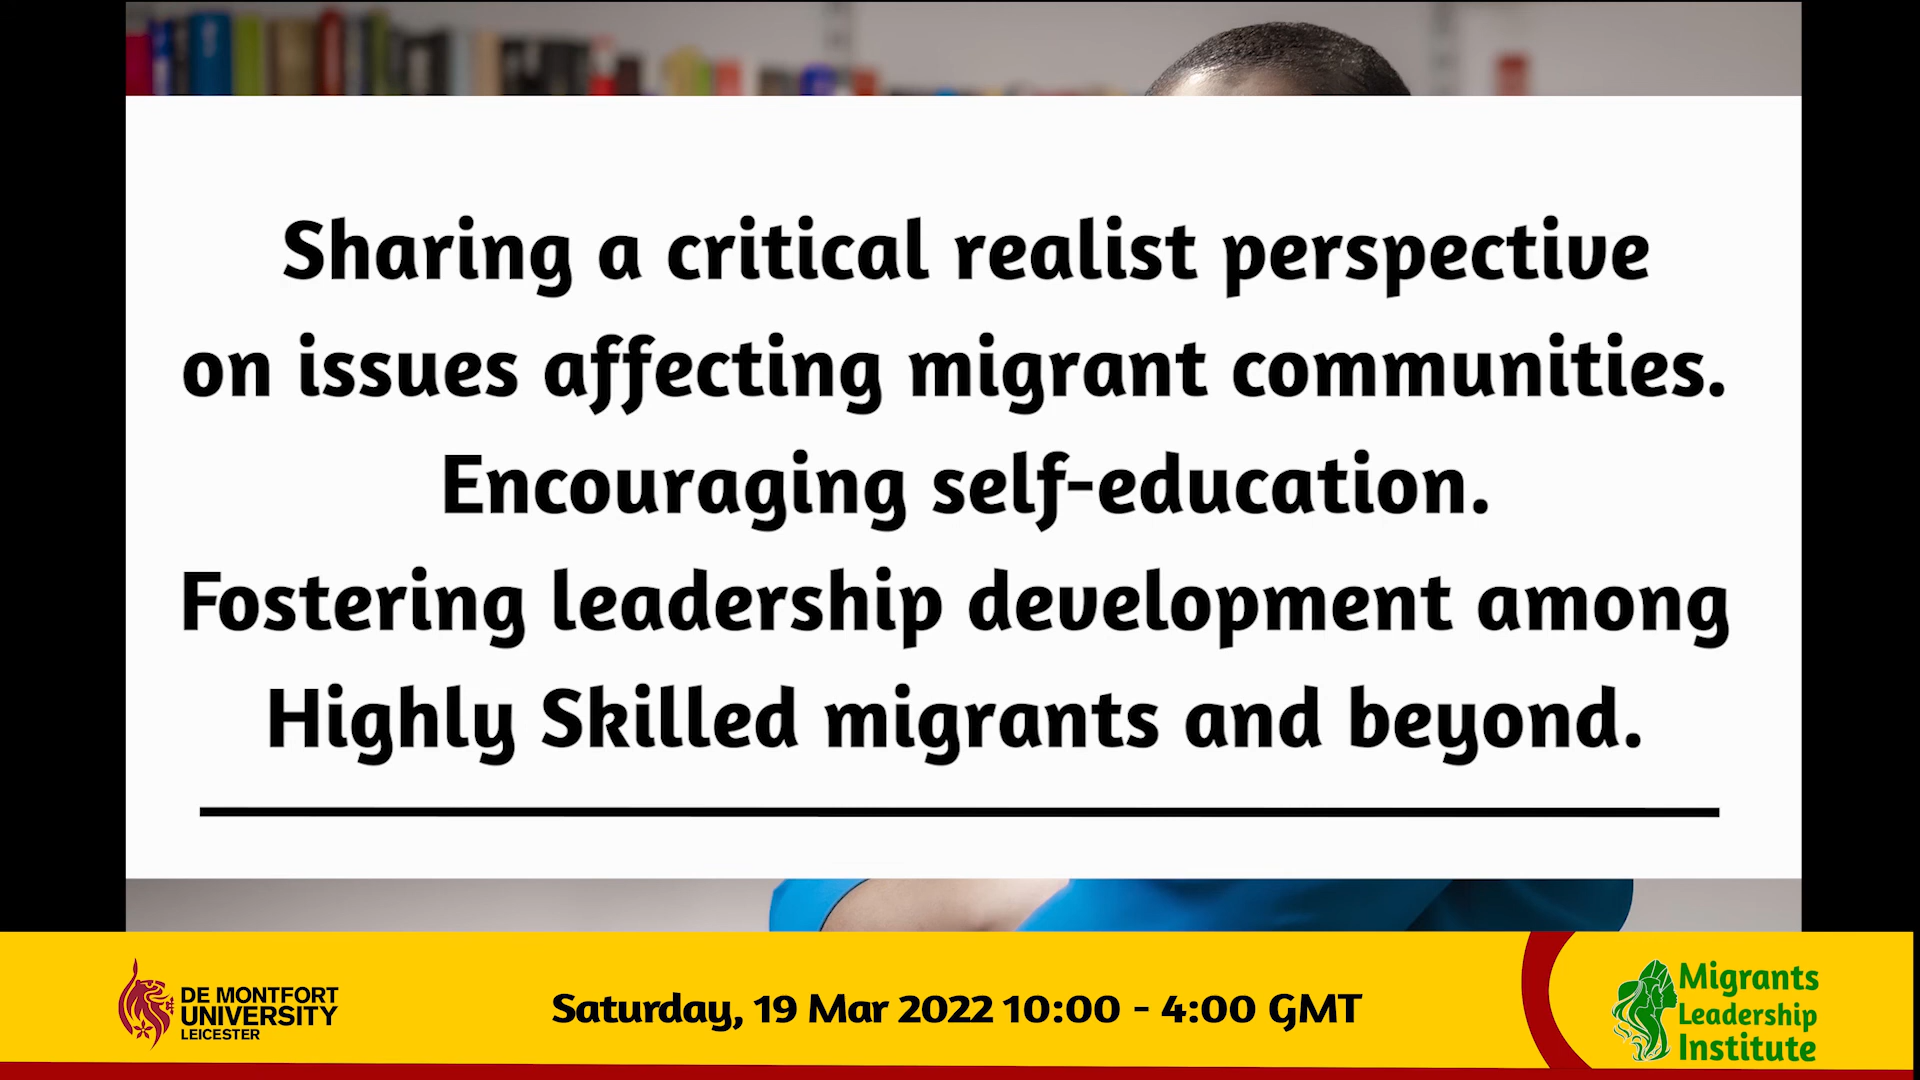 Sharing a critical realist perspective
on issues affecting migrant communities.
Encouraging self-education.
Fostering leadership development among
Highly Skilled migrants and beyond.
DE MONTFORT
UNIVERSITY
LEICESTER
Saturday, 19 Mar 2022 10:00 - 4:00 GMT
Migrants
Leadership
Institute